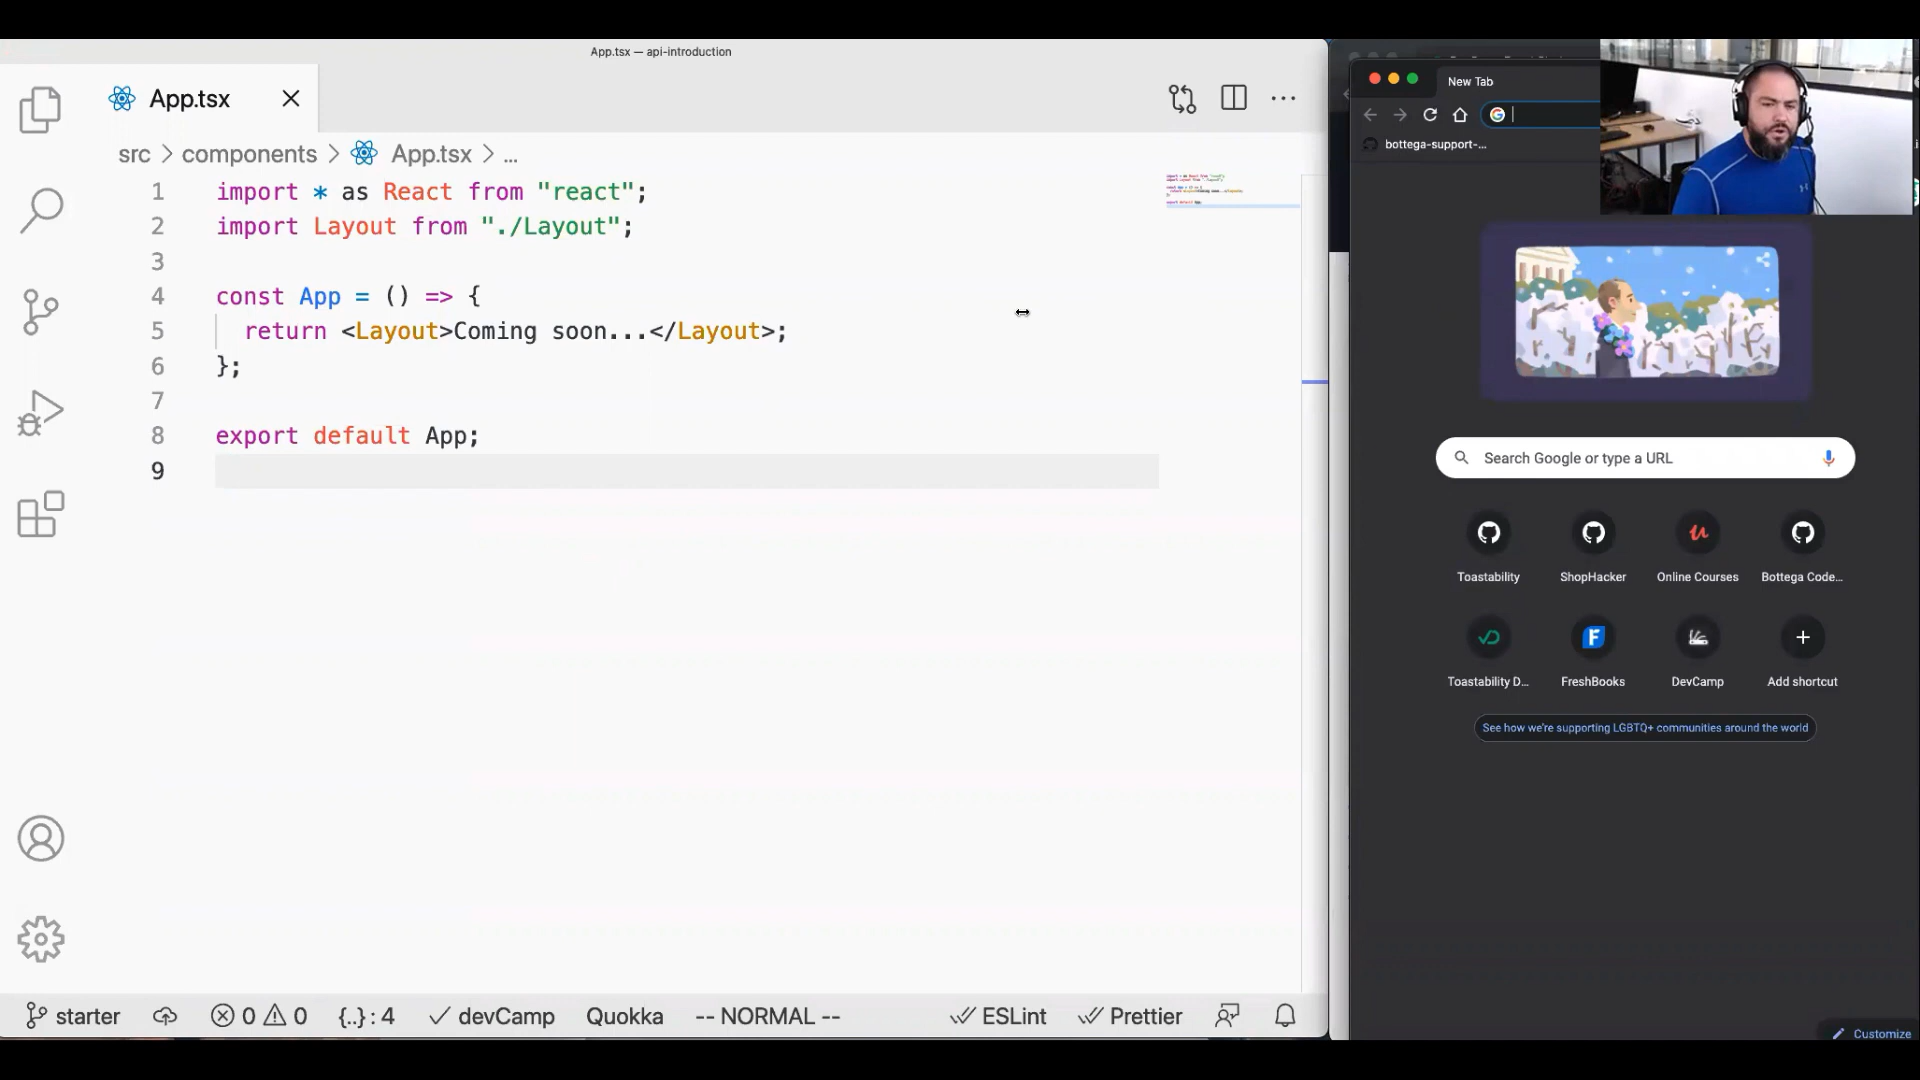 App.tsx — api-introduction
App.tsx
src > components > App.tsx > ...
1 import * as React from "react";
2 import Layout from "./Layout";
3
4 const App = () => {
5 return <Layout>Coming soon...</Layout>;
6 };
7
8 export default App;
9
starter 0 0 {..} : 4 devCamp Quokka -- NORMAL -- ESLint Prettier
New Tab
bottega-support-...
Search Google or type a URL
Toastability ShopHacker Online Courses Bottega Code...
Toastability D... FreshBooks DevCamp Add shortcut
See how we're supporting LGBTQ+ communities around the world
Customize